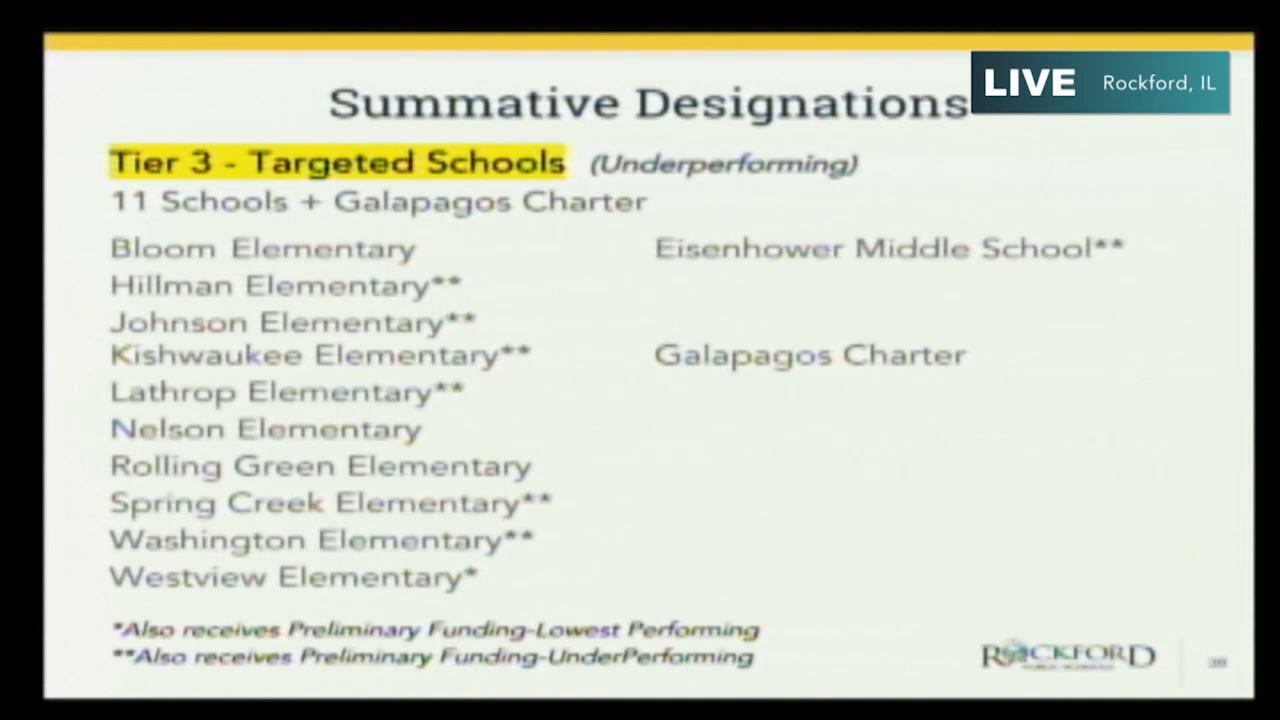 LIVE Rockford, IL
Summative Designations
Tier 3 - Targeted Schools (Underperforming)
11 Schools + Galapagos Charter
Bloom Elementary
Hillman Elementary**
Johnson Elementary**
Kishwaukee Elementary**
Lathrop Elementary**
Nelson Elementary
Rolling Green Elementary
Spring Creek Elementary**
Washington Elementary**
Westview Elementary*
Eisenhower Middle School**
Galapagos Charter
*Also receives Preliminary Funding-Lowest Performing
**Also receives Preliminary Funding-UnderPerforming
ROCKFORD
PUBLIC SCHOOLS